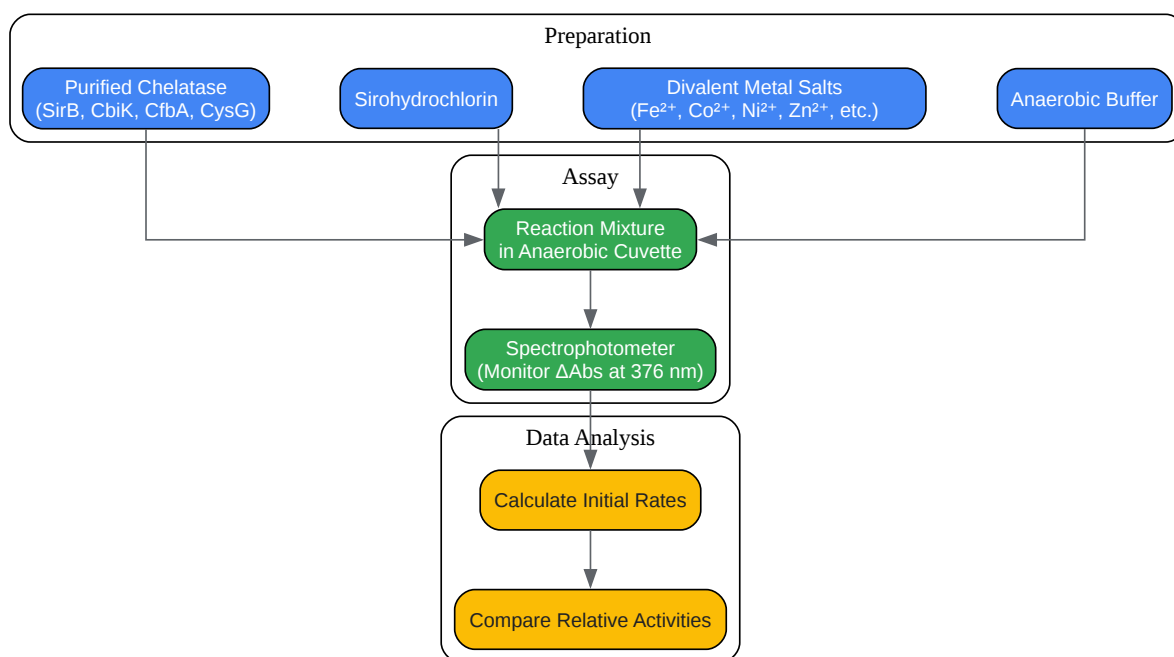 Preparation
Purified Chelatase
(SirB, CbiK, CfbA, CysG)
Sirohydrochlorin
Divalent Metal Salts
(Fe²⁺, Co²⁺, Ni²⁺, Zn²⁺, etc.)
Anaerobic Buffer
Assay
Reaction Mixture
in Anaerobic Cuvette
Spectrophotometer
(Monitor ΔAbs at 376 nm)
Data Analysis
Calculate Initial Rates
Compare Relative Activities